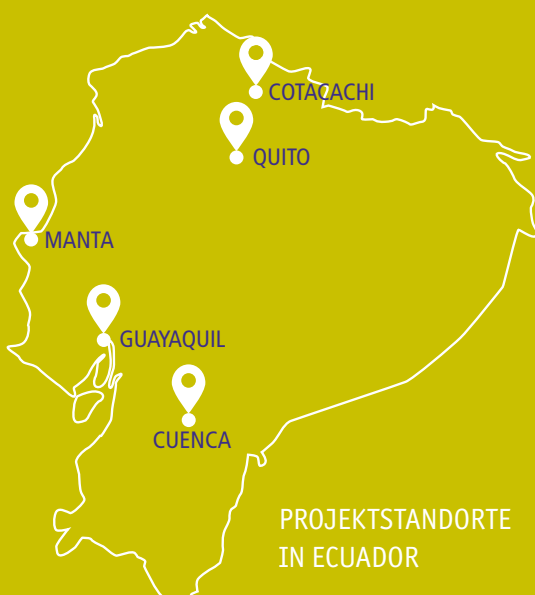 COTACACHI
QUITO
MANTA
GUAYAQUIL
CUENCA
PROJEKTSTANDORTE
IN ECUADOR